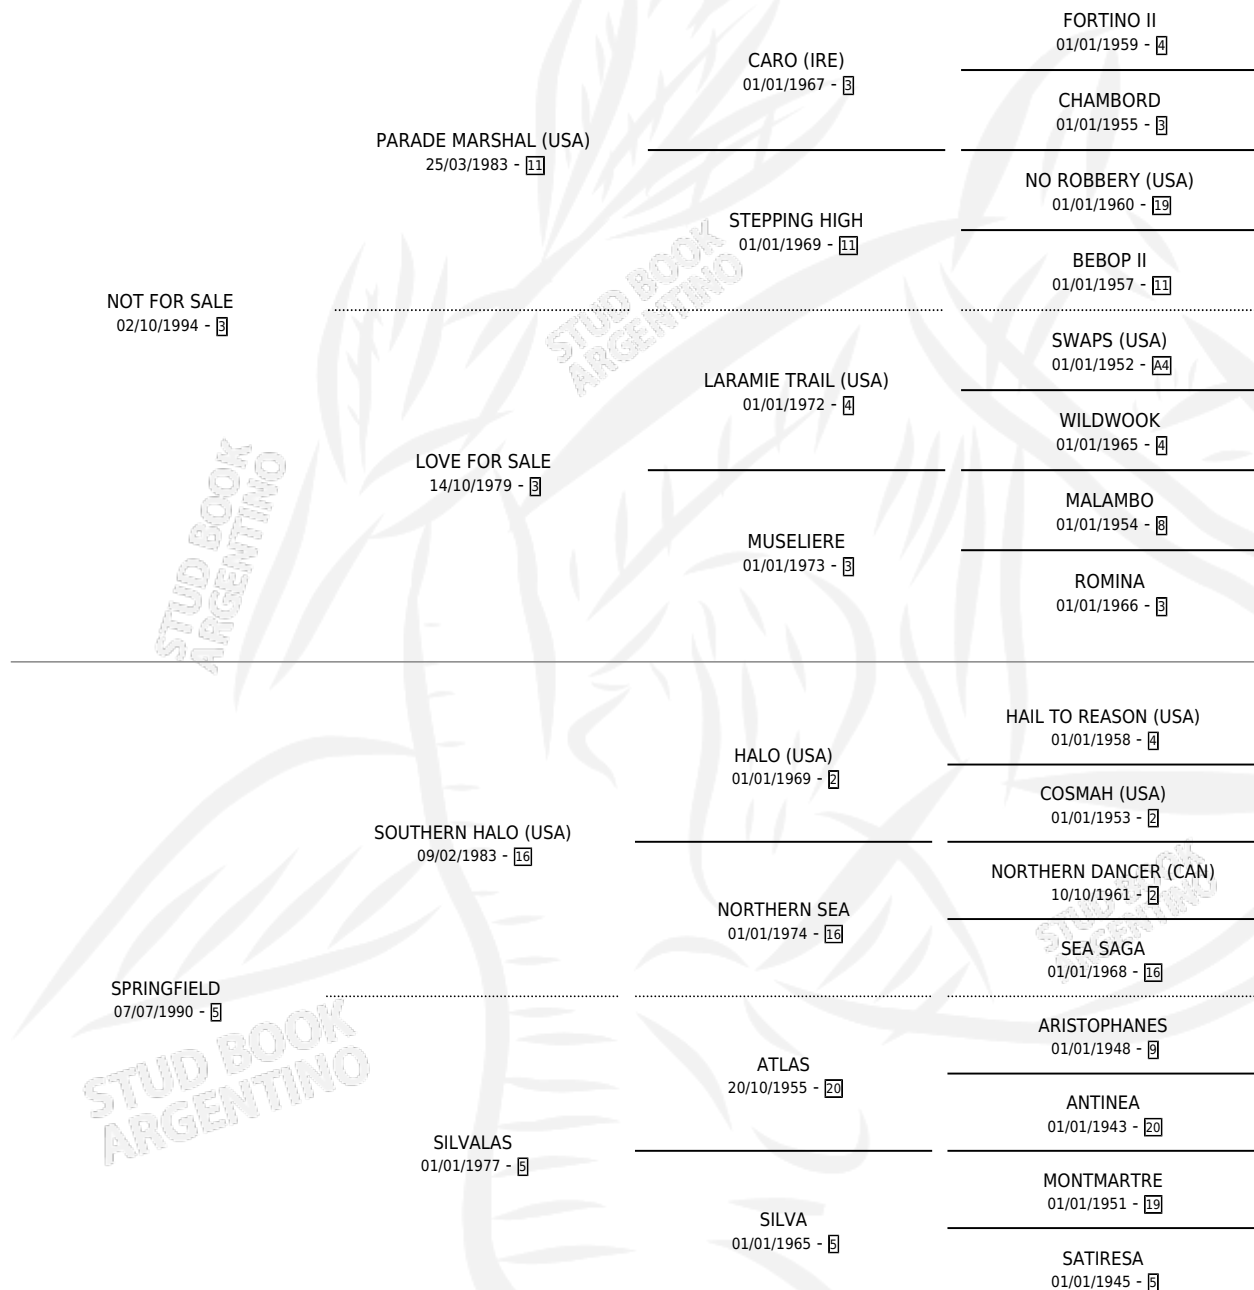 FORTINO II
01/01/1959 - 4
CARO (IRE)
01/01/1967 - 3
CHAMBORD
01/01/1955 - 3
PARADE MARSHAL (USA)
25/03/1983 - 11
NO ROBBERY (USA)
01/01/1960 - 19
STEPPING HIGH
01/01/1969 - 11
BEBOP II
01/01/1957 - 11
NOT FOR SALE
02/10/1994 - 3
STUD BOOK
ARGENTINO
SWAPS (USA)
01/01/1952 - A4
LARAMIE TRAIL (USA)
01/01/1972 - 4
WILDWOOK
01/01/1965 - 4
LOVE FOR SALE
14/10/1979 - 3
MALAMBO
01/01/1954 - 8
MUSELIERE
01/01/1973 - 3
ROMINA
01/01/1966 - 3
STUD BOOK
ARGENTINO
HAIL TO REASON (USA)
01/01/1958 - 4
HALO (USA)
01/01/1969 - 2
COSMAH (USA)
01/01/1953 - 2
SOUTHERN HALO (USA)
09/02/1983 - 16
NORTHERN DANCER (CAN)
10/10/1961 - 2
NORTHERN SEA
01/01/1974 - 16
STUD BOOK
ARGENTINO
SEA SAGA
01/01/1968 - 16
SPRINGFIELD
07/07/1990 - 5
ARISTOPHANES
01/01/1948 - 9
ATLAS
20/10/1955 - 20
STUD BOOK
ARGENTINO
ANTINEA
01/01/1943 - 20
SILVALAS
01/01/1977 - 5
MONTMARTRE
01/01/1951 - 19
SILVA
01/01/1965 - 5
SATIRESA
01/01/1945 - 5